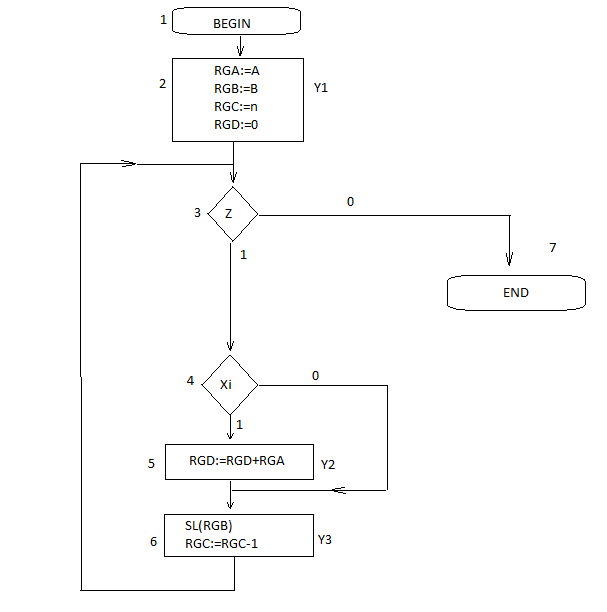 1
BEGIN
2
RGA:=A
RGB:=B
RGC:=n
RGD:=0
Y1
3
Z
0
1
7
END
4
Xi
0
1
5
RGD:=RGD+RGA
Y2
6
SL(RGB)
RGC:=RGC-1
Y3